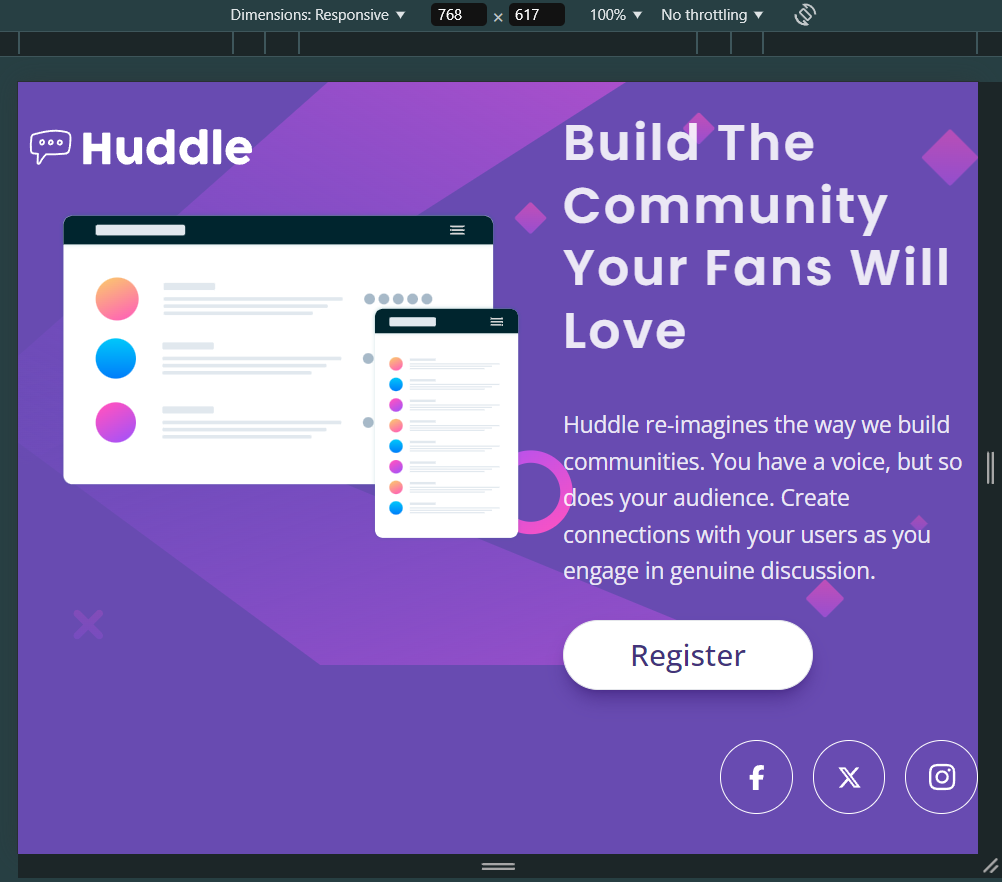 Dimensions: Responsive ▼ 768 × 617 100% ▼ No throttling ▼
Huddle
Build The
Community
Your Fans Will
Love
Huddle re-imagines the way we build
communities. You have a voice, but so
does your audience. Create
connections with your users as you
engage in genuine discussion.
Register